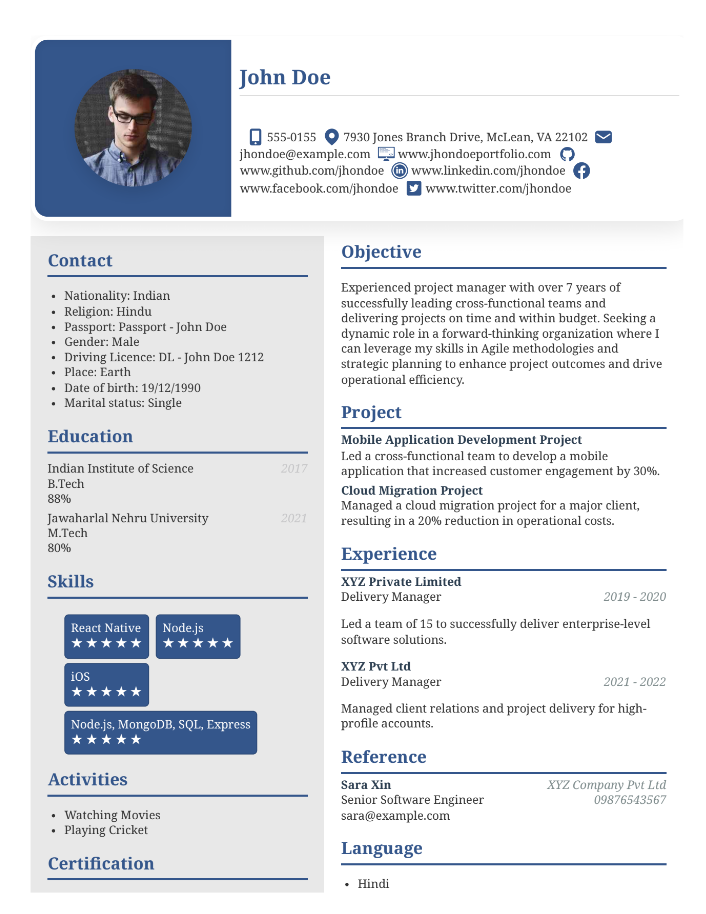 John Doe
555-0155 7930 Jones Branch Drive, McLean, VA 22102
jhondoe@example.com www.jhondoeportfolio.com
www.github.com/jhondoe www.linkedin.com/jhondoe
www.facebook.com/jhondoe www.twitter.com/jhondoe
Contact
• Nationality: Indian
• Religion: Hindu
• Passport: Passport - John Doe
• Gender: Male
• Driving Licence: DL - John Doe 1212
• Place: Earth
• Date of birth: 19/12/1990
• Marital status: Single
Education
Indian Institute of Science 2017
B.Tech
88%
Jawaharlal Nehru University 2021
M.Tech
80%
Skills
React Native Node.js
★★★★★ ★★★★★
iOS
★★★★★
Node.js, MongoDB, SQL, Express
★★★★★
Activities
• Watching Movies
• Playing Cricket
Certification
Objective
Experienced project manager with over 7 years of
successfully leading cross-functional teams and
delivering projects on time and within budget. Seeking a
dynamic role in a forward-thinking organization where I
can leverage my skills in Agile methodologies and
strategic planning to enhance project outcomes and drive
operational efficiency.
Project
Mobile Application Development Project
Led a cross-functional team to develop a mobile
application that increased customer engagement by 30%.
Cloud Migration Project
Managed a cloud migration project for a major client,
resulting in a 20% reduction in operational costs.
Experience
XYZ Private Limited
Delivery Manager 2019 - 2020
Led a team of 15 to successfully deliver enterprise-level
software solutions.
XYZ Pvt Ltd
Delivery Manager 2021 - 2022
Managed client relations and project delivery for high-
profile accounts.
Reference
Sara Xin XYZ Company Pvt Ltd
Senior Software Engineer 09876543567
sara@example.com
Language
• Hindi